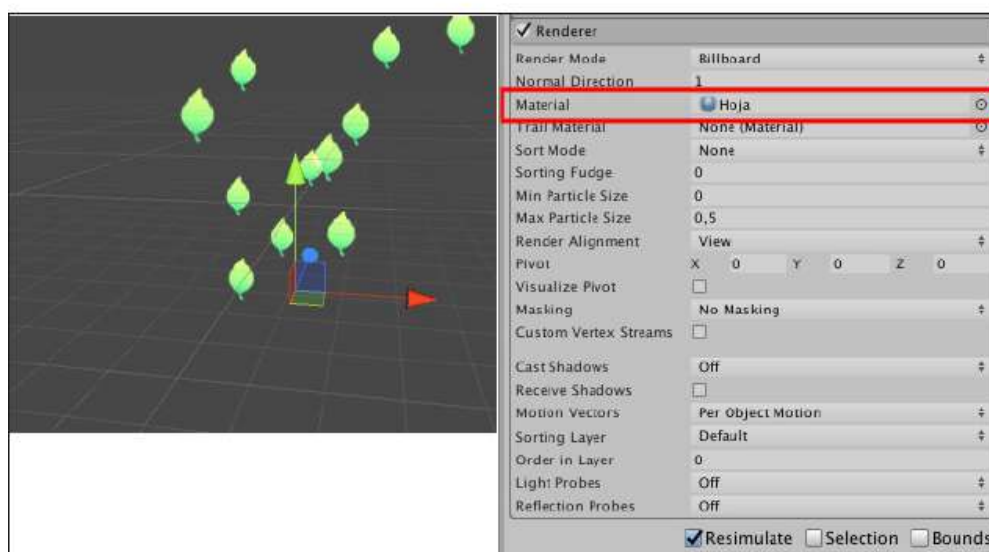 Renderer
Render Mode Billboard
Normal Direction 1
Material Hoja
Trail Material None (Material)
Sort Mode None
Sorting Fudge 0
Min Particle Size 0
Max Particle Size 0,5
Render Alignment View
Pivot X 0 Y 0 Z 0
Visualize Pivot
Masking No Masking
Custom Vertex Streams
Cast Shadows Off
Receive Shadows
Motion Vectors Per Object Motion
Sorting Layer Default
Order in Layer 0
Light Probes Off
Reflection Probes Off
Resimulate Selection Bounds